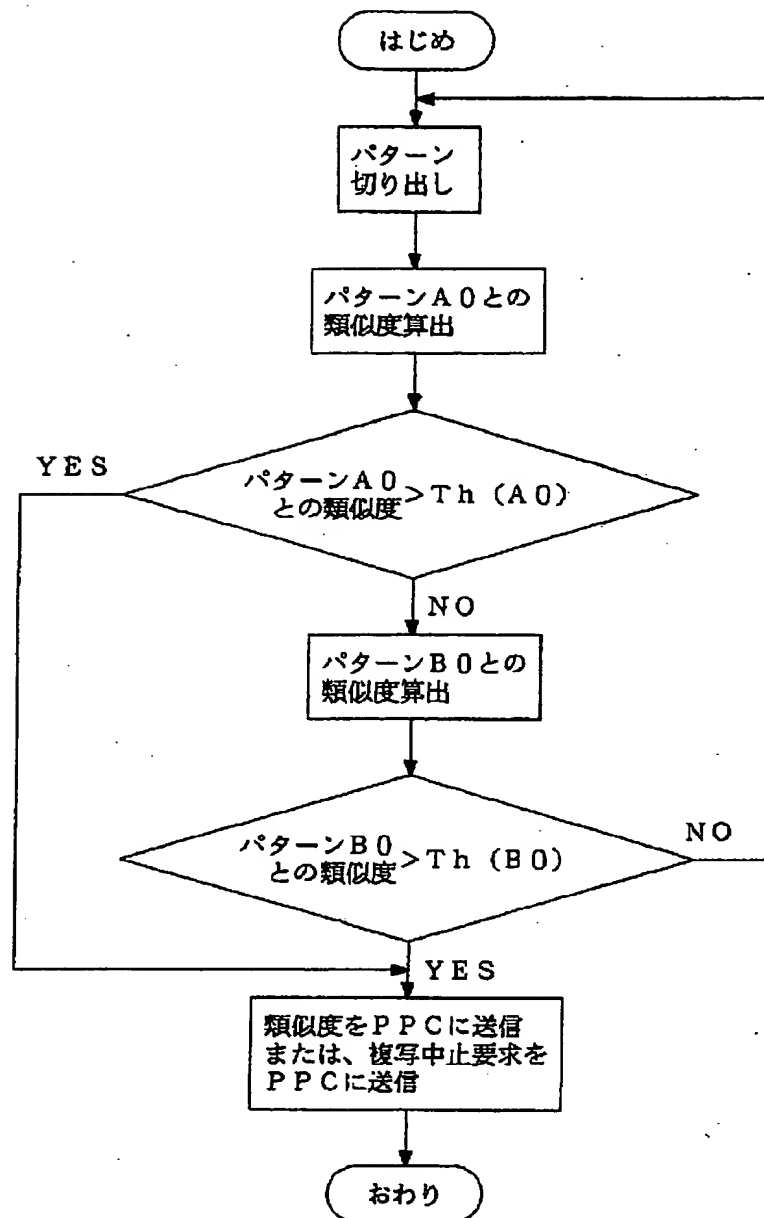 はじめ
パターン
切り出し
パターンA0との
類似度算出
YES
パターンA0
との類似度>Th(A0)
NO
パターンB0との
類似度算出
パターンB0
との類似度>Th(B0)
NO
YES
類似度をPPCに送信
または、複写中止要求を
PPCに送信
おわり